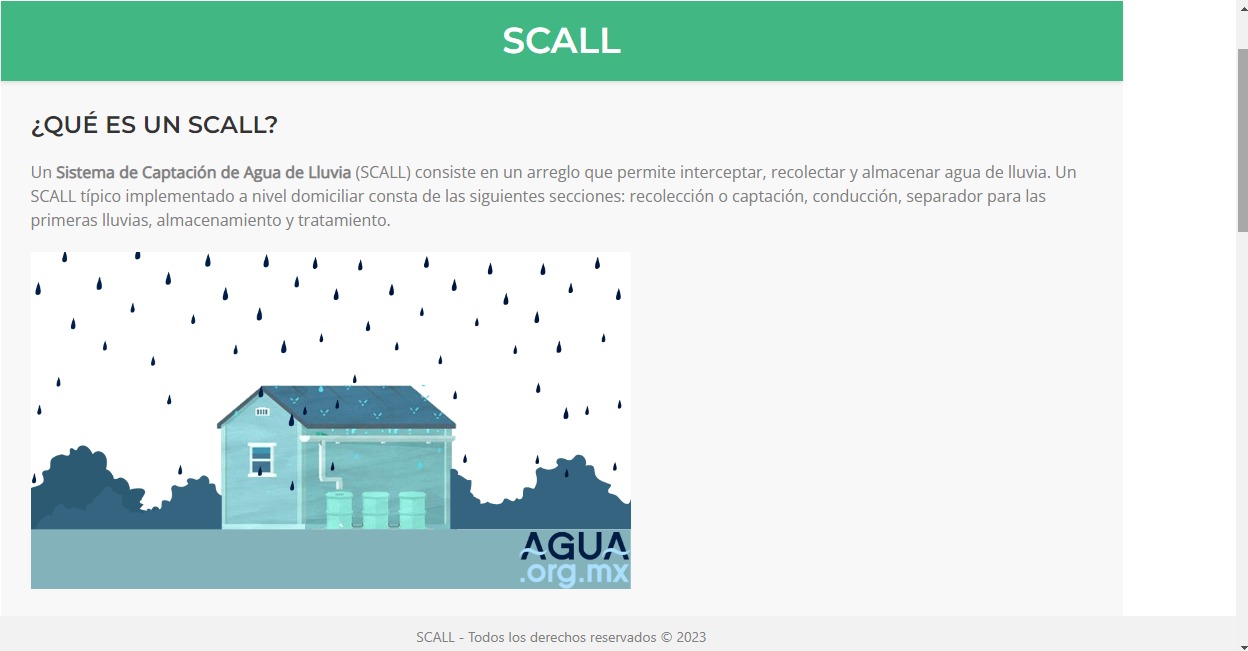 SCALL
¿QUÉ ES UN SCALL?
Un Sistema de Captación de Agua de Lluvia (SCALL) consiste en un arreglo que permite interceptar, recolectar y almacenar agua de lluvia. Un
SCALL típico implementado a nivel domiciliar consta de las siguientes secciones: recolección o captación, conducción, separador para las
primeras lluvias, almacenamiento y tratamiento.
AGUA
.org.mx
SCALL - Todos los derechos reservados © 2023